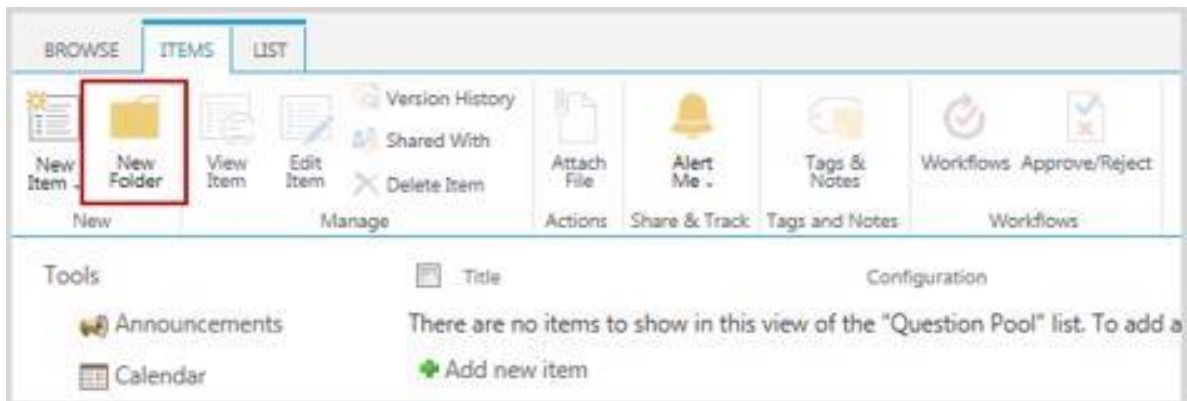 BROWSE ITEMS LIST
New Item
New Folder
View Item
Edit Item
Version History
Shared With
Delete Item
Attach File
Alert Me
Tags & Notes
Workflows
Approve/Reject
New
Manage
Actions
Share & Track
Tags and Notes
Workflows
Tools
Title
Configuration
Announcements
There are no items to show in this view of the "Question Pool" list. To add a
Calendar
Add new item